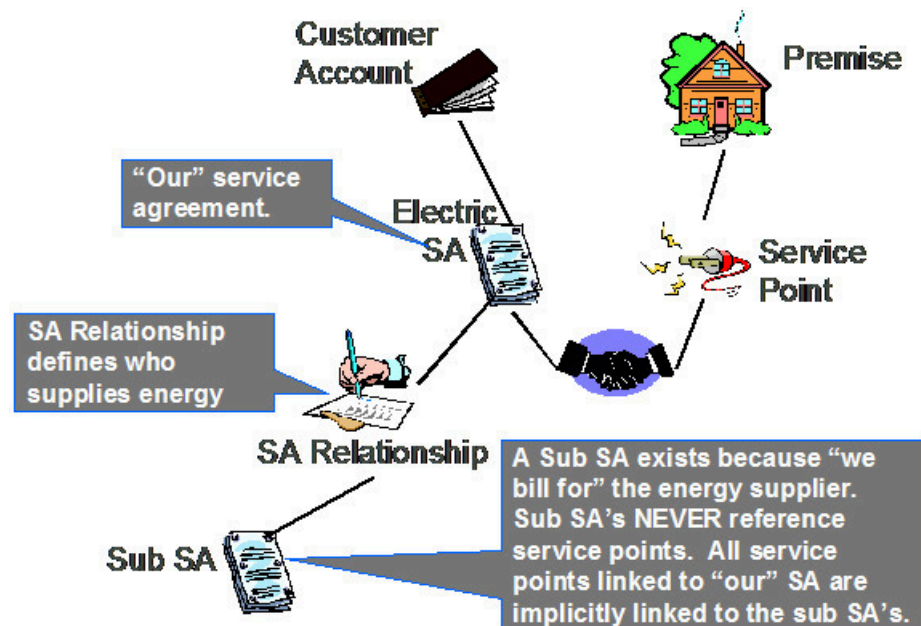 Customer
Account
Premise
“Our” service
agreement.
Electric
SA
Service
Point
SA Relationship
defines who
supplies energy
SA Relationship
A Sub SA exists because “we
bill for” the energy supplier.
Sub SA’s NEVER reference
service points. All service
points linked to “our” SA are
implicitly linked to the sub SA’s.
Sub SA